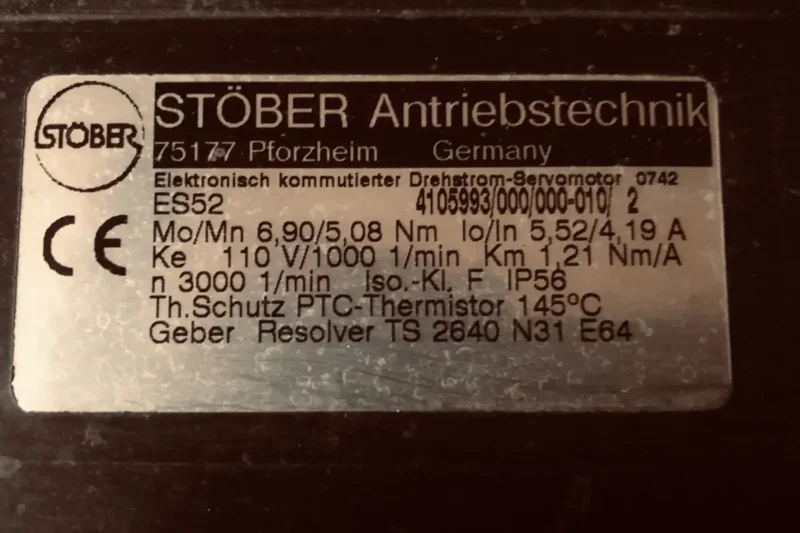 STÖBER
STÖBER Antriebstechnik
75177 Pforzheim Germany
Elektronisch kommutierter Drehstrom-Servomotor 0742
ES52 4105993/000/000-010/ 2
CE
Mo/Mn 6,90/5,08 Nm Io/In 5,52/4,19 A
Ke 110 V/1000 1/min Km 1,21 Nm/A
n 3000 1/min Iso.-Kl. F IP56
Th.Schutz PTC-Thermistor 145°C
Geber Resolver TS 2640 N31 E64